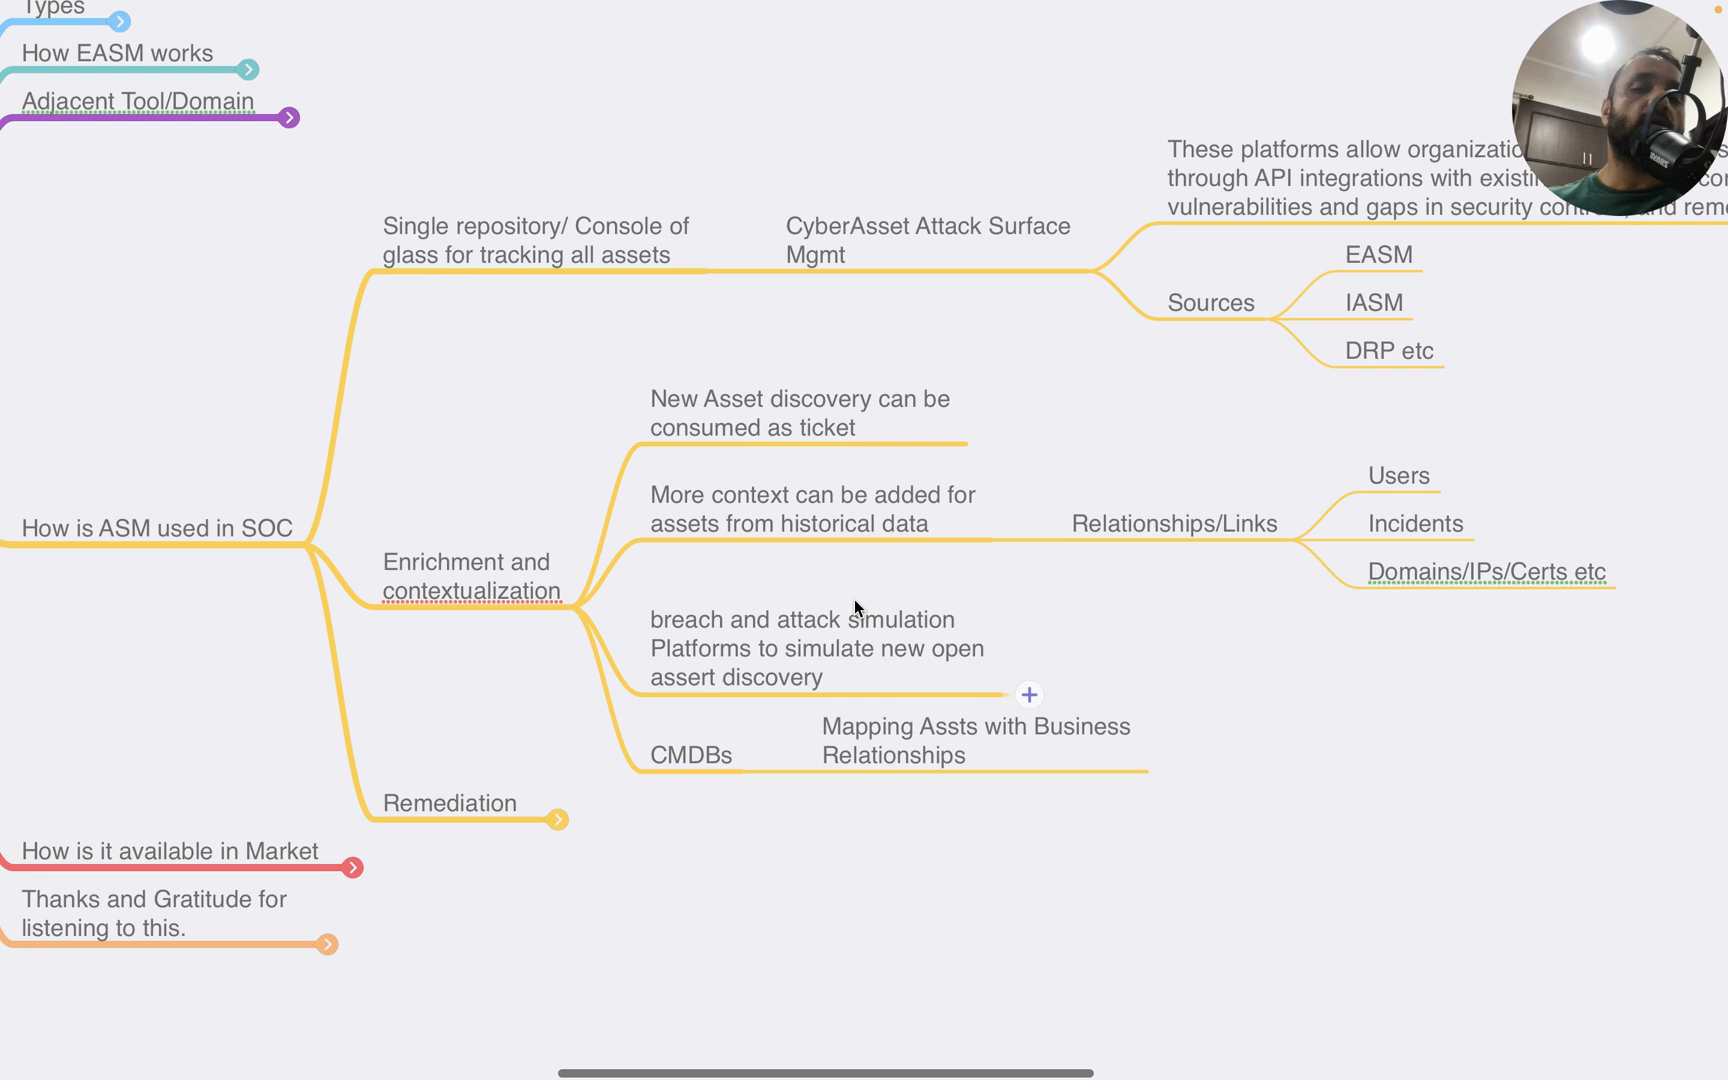 Types
How EASM works
Adjacent Tool/Domain
These platforms allow organizatio
through API integrations with existin
vulnerabilities and gaps in security
Single repository/ Console of
glass for tracking all assets
CyberAsset Attack Surface
Mgmt
Sources
EASM
IASM
DRP etc
How is ASM used in SOC
Enrichment and
contextualization
New Asset discovery can be
consumed as ticket
More context can be added for
assets from historical data
Relationships/Links
Users
Incidents
Domains/IPs/Certs etc
breach and attack simulation
Platforms to simulate new open
assert discovery
CMDBs
Mapping Assts with Business
Relationships
Remediation
How is it available in Market
Thanks and Gratitude for
listening to this.